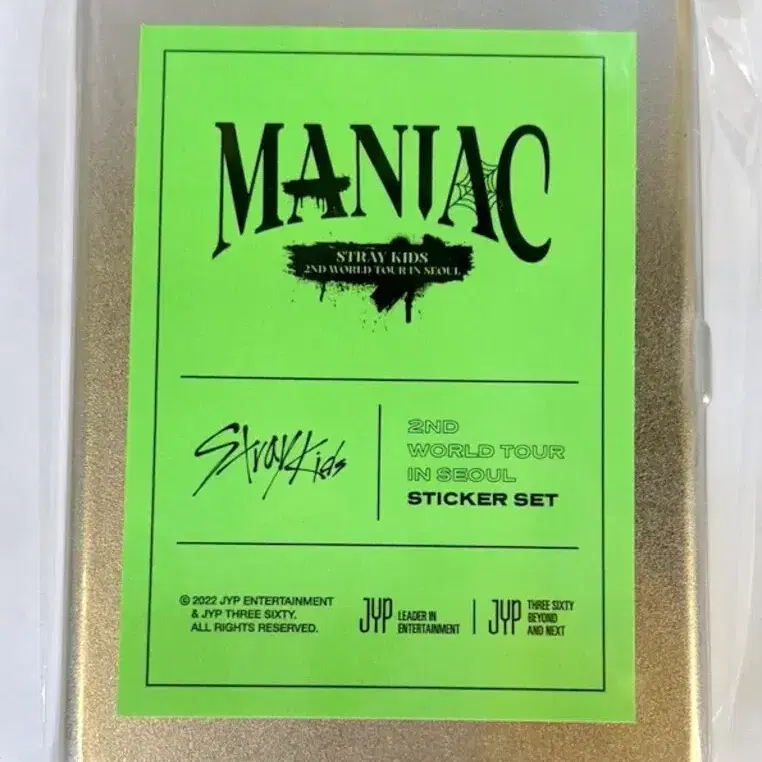 MANIAC
STRAY KIDS
2ND WORLD TOUR IN SEOUL
Stray Kids
2ND
WORLD TOUR
IN SEOUL
STICKER SET
© 2022 JYP ENTERTAINMENT
& JYP THREE SIXTY.
ALL RIGHTS RESERVED.
JYP
LEADER IN
ENTERTAINMENT
JYP
THREE SIXTY
BEYOND
AND NEXT